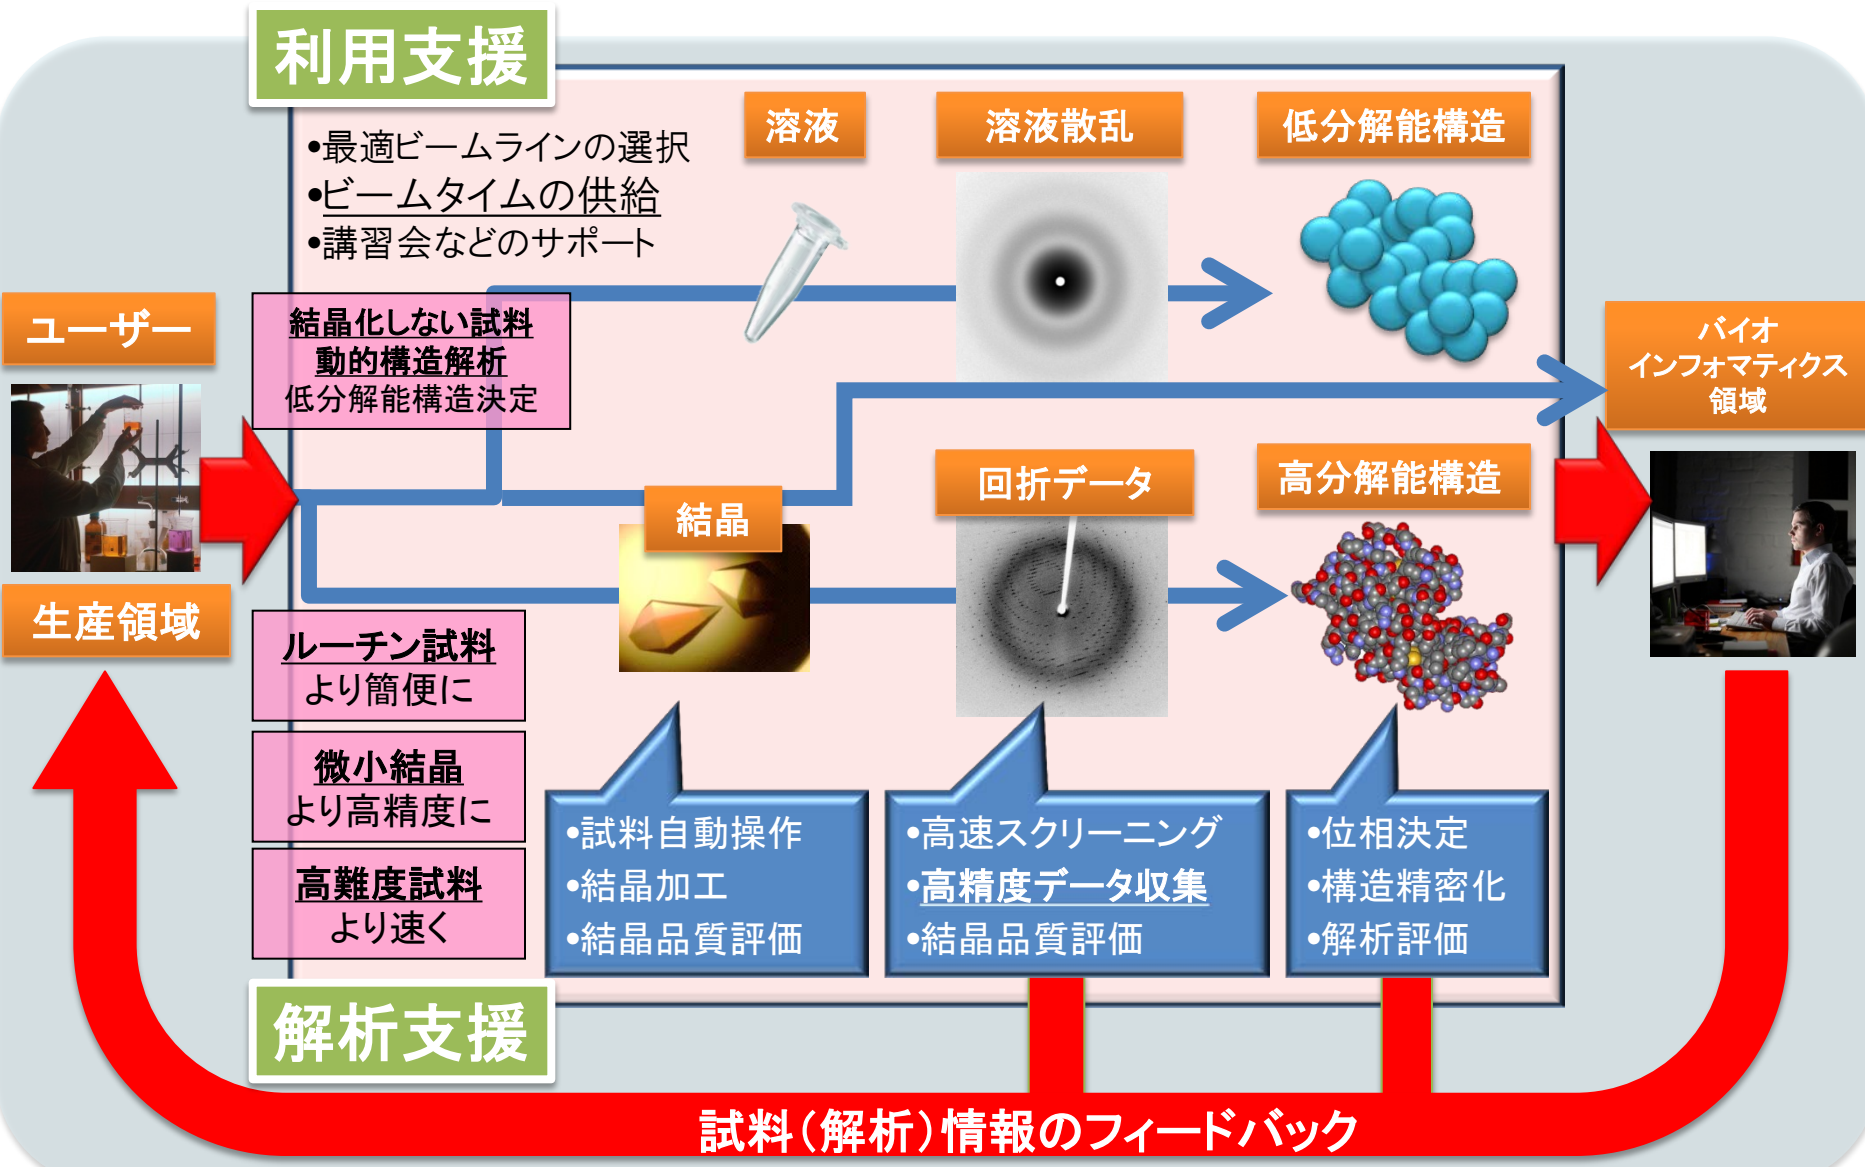 利用支援
•最適ビームラインの選択
•ビームタイムの供給
•講習会などのサポート
溶液
溶液散乱
低分解能構造
ユーザー
結晶化しない試料
動的構造解析
低分解能構造決定
バイオ
インフォマティクス
領域
結晶
回折データ
高分解能構造
生産領域
ルーチン試料
より簡便に
微小結晶
より高精度に
高難度試料
より速く
•試料自動操作
•結晶加工
•結晶品質評価
•高速スクリーニング
•高精度データ収集
•結晶品質評価
•位相決定
•構造精密化
•解析評価
解析支援
試料（解析）情報のフィードバック